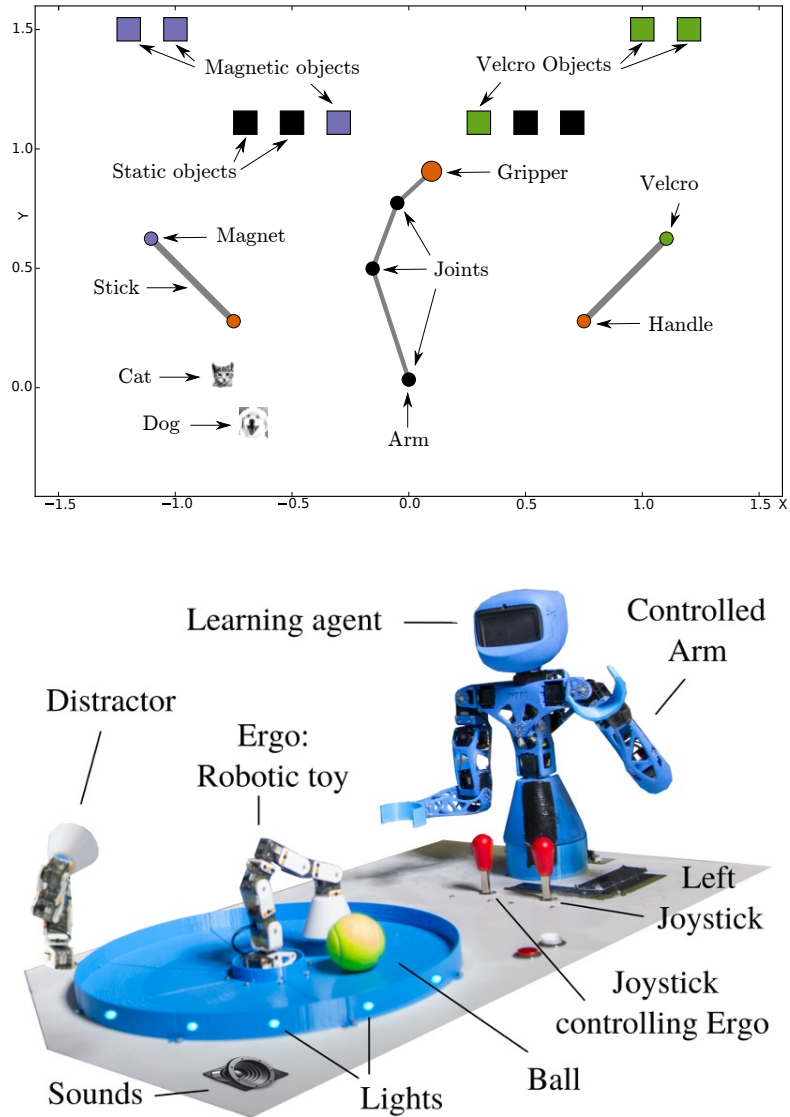 1.5
Magnetic objects
Velcro Objects
1.0
Static objects
Gripper
Velcro
Y
Magnet
Joints
0.5
Stick
Handle
Cat
0.0
Dog
Arm
−1.5 −1.0 −0.5 0.0 0.5 1.0 1.5 X
Learning agent
Controlled
Arm
Distractor
Ergo:
Robotic toy
Left
Joystick
Joystick
controlling Ergo
Ball
Sounds
Lights